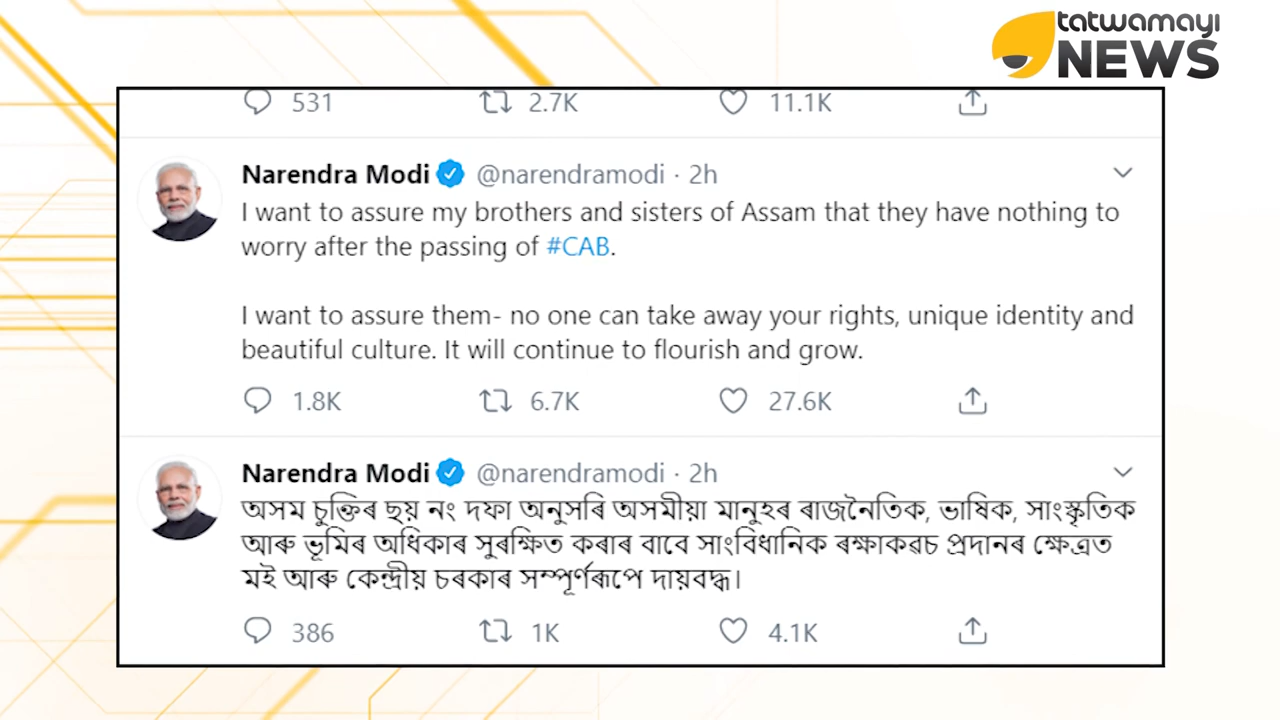 tatwamayi
NEWS
531 2.7K 11.1K
Narendra Modi @narendramodi · 2h
I want to assure my brothers and sisters of Assam that they have nothing to
worry after the passing of #CAB.
I want to assure them- no one can take away your rights, unique identity and
beautiful culture. It will continue to flourish and grow.
1.8K 6.7K 27.6K
Narendra Modi @narendramodi · 2h
অসম চুক্তিৰ ছয় নং দফা অনুসৰি অসমীয়া মানুহৰ ৰাজনৈতিক, ভাষিক, সাংস্কৃতিক
আৰু ভূমিৰ অধিকাৰ সুৰক্ষিত কৰাৰ বাবে সাংবিধানিক ৰক্ষাকৱচ প্ৰদানৰ ক্ষেত্ৰত
মই আৰু কেন্দ্ৰীয় চৰকাৰ সম্পূৰ্ণৰূপে দায়বদ্ধ।
386 1K 4.1K